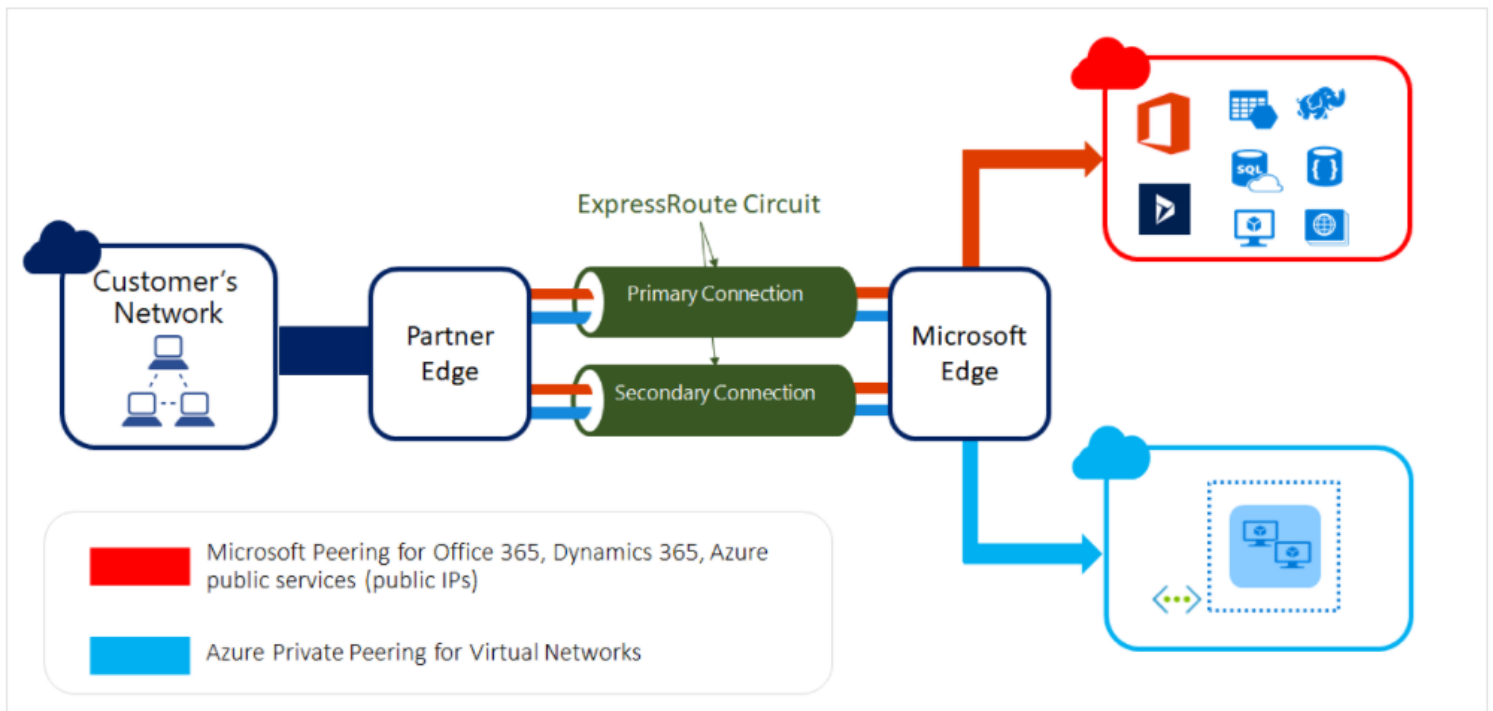 ExpressRoute Circuit
Customer’s
Network
Partner
Edge
Primary Connection
Secondary Connection
Microsoft
Edge
SQL
{ }
Microsoft Peering for Office 365, Dynamics 365, Azure
public services (public IPs)
Azure Private Peering for Virtual Networks